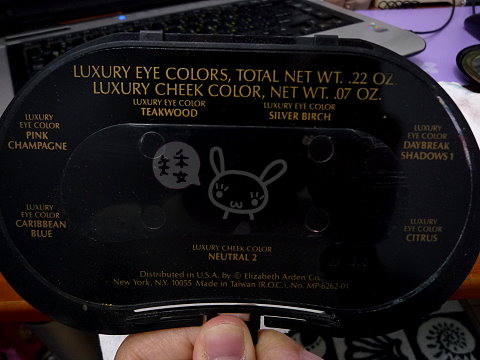 LUXURY EYE COLORS, TOTAL NET WT. .22 OZ.
LUXURY CHEEK COLOR, NET WT. .07 OZ.
LUXURY EYE COLOR
TEAKWOOD
LUXURY EYE COLOR
SILVER BIRCH
LUXURY
EYE COLOR
PINK
CHAMPAGNE
LUXURY
EYE COLOR
DAYBREAK
SHADOWS 1
LUXURY
EYE COLOR
CARIBBEAN
BLUE
LUXURY
EYE COLOR
CITRUS
LUXURY CHEEK COLOR
NEUTRAL 2
Distributed in U.S.A. by © Elizabeth Arden Co.
New York, N.Y. 10055 Made in Taiwan (R.O.C.), No. MP-6262-01